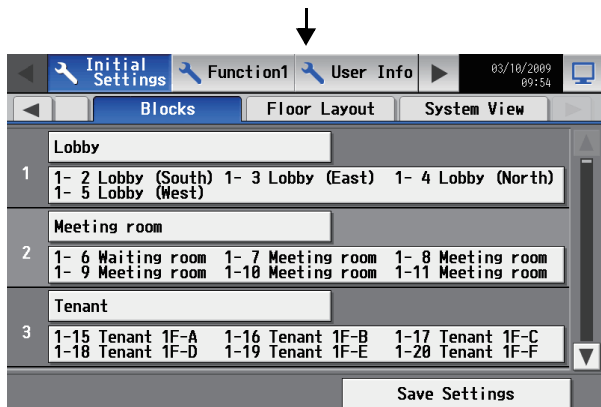 Initial Settings
Function1
User Info
03/10/2009
09:54
Blocks
Floor Layout
System View
1
Lobby
1- 2 Lobby (South) 1- 3 Lobby (East) 1- 4 Lobby (North)
1- 5 Lobby (West)
2
Meeting room
1- 6 Waiting room 1- 7 Meeting room 1- 8 Meeting room
1- 9 Meeting room 1-10 Meeting room 1-11 Meeting room
3
Tenant
1-15 Tenant 1F-A 1-16 Tenant 1F-B 1-17 Tenant 1F-C
1-18 Tenant 1F-D 1-19 Tenant 1F-E 1-20 Tenant 1F-F
Save Settings